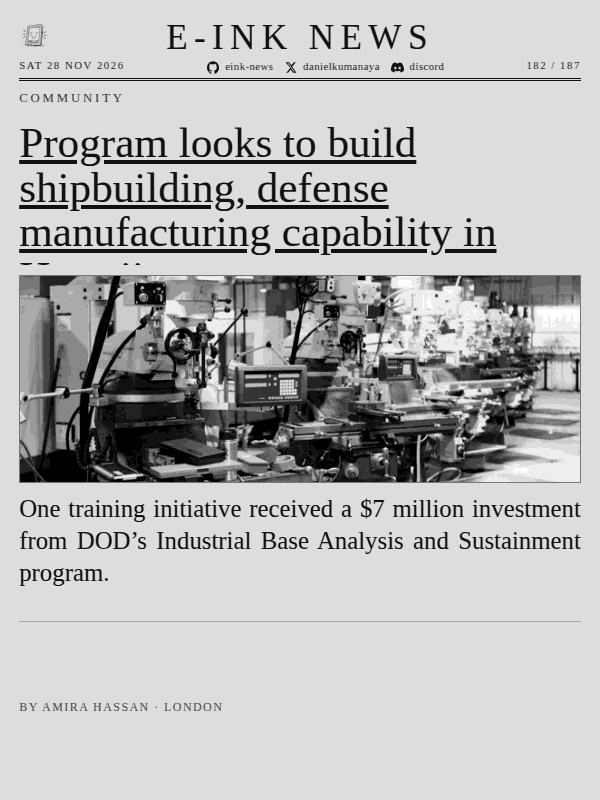 E-INK NEWS
SAT 28 NOV 2026
eink-news
danielkumanaya
discord
182 / 187
COMMUNITY
Program looks to build
shipbuilding, defense
manufacturing capability in
One training initiative received a $7 million investment
from DOD’s Industrial Base Analysis and Sustainment
program.
BY AMIRA HASSAN · LONDON